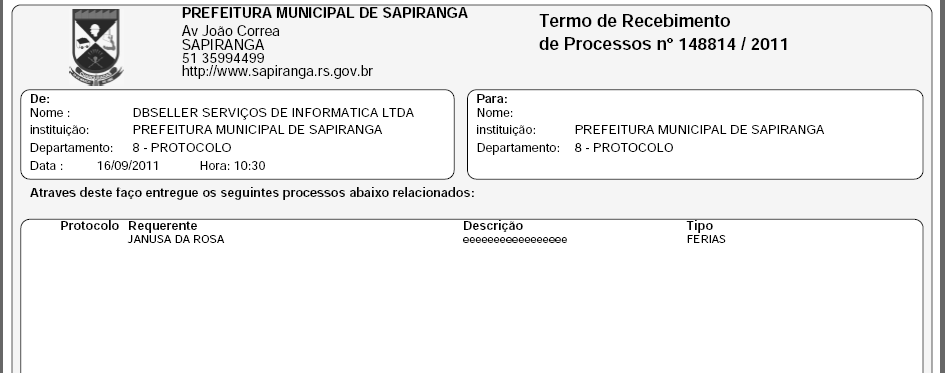 PREFEITURA MUNICIPAL DE SAPIRANGA
Av João Correa
SAPIRANGA
51 35994499
http://www.sapiranga.rs.gov.br
Termo de Recebimento
de Processos nº 148814 / 2011
De:
Nome : DBSELLER SERVIÇOS DE INFORMATICA LTDA
instituição: PREFEITURA MUNICIPAL DE SAPIRANGA
Departamento: 8 - PROTOCOLO
Data : 16/09/2011 Hora: 10:30
Para:
Nome:
instituição: PREFEITURA MUNICIPAL DE SAPIRANGA
Departamento: 8 - PROTOCOLO
Atraves deste faço entregue os seguintes processos abaixo relacionados:
Protocolo Requerente Descrição Tipo
JANUSA DA ROSA eeeeeeeeeeeeeeeee FERIAS